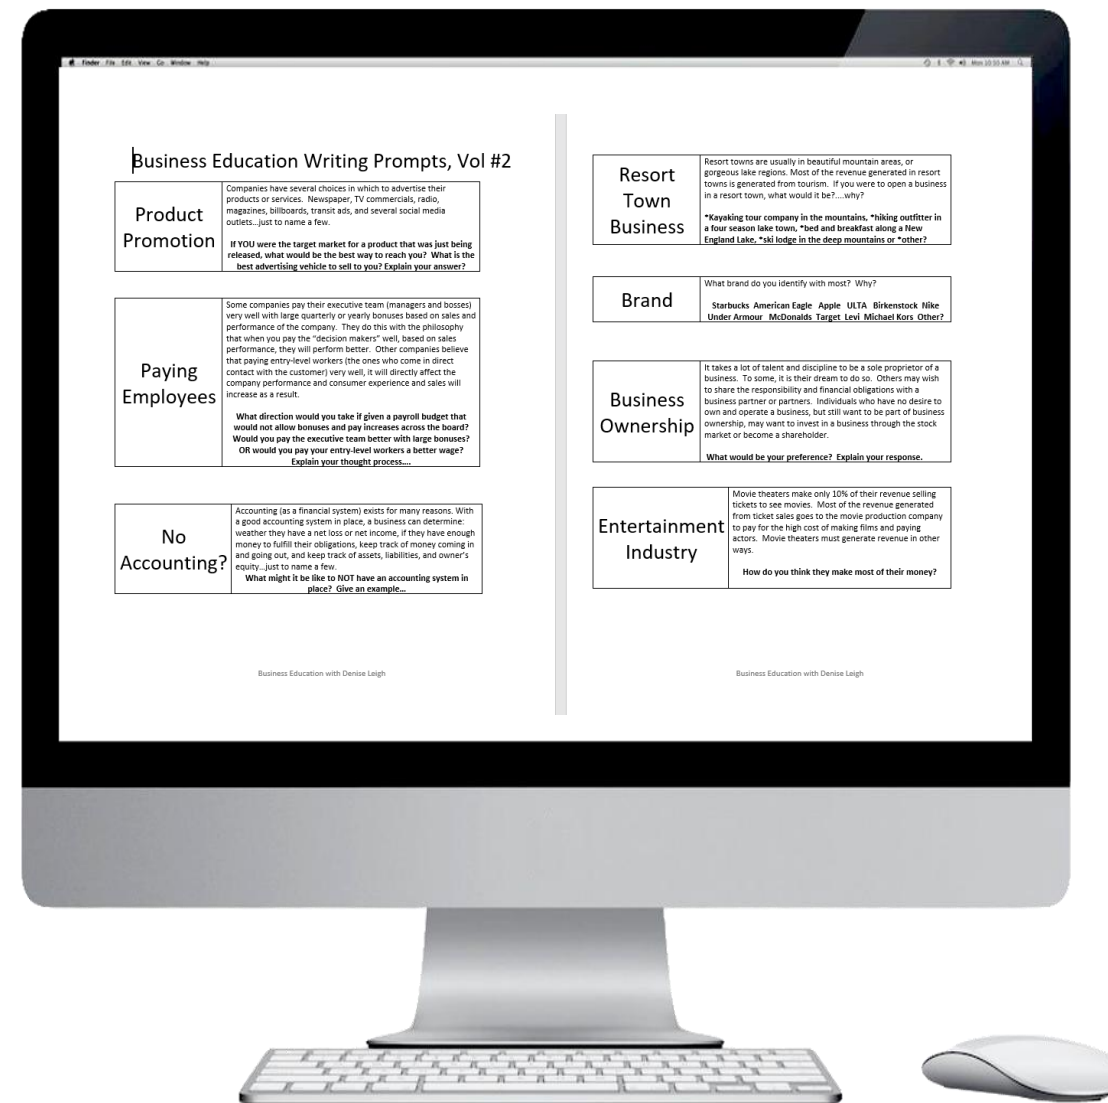 Finder File Edit View Go Window Help
Mon 10:10 AM
Business Education Writing Prompts, Vol #2
Product
Promotion
Companies have several choices in which to advertise their
products or services. Newspaper, TV commercials, radio,
magazines, billboards, transit ads, and several social media
outlets…just to name a few.
If YOU were the target market for a product that was just being
released, what would be the best way to reach you? What is the
best advertising vehicle to sell to you? Explain your answer?
Paying
Employees
Some companies pay their executive team (managers and bosses)
very well with large quarterly or yearly bonuses based on sales and
performance of the company. They do this with the philosophy
that when you pay the “decision makers” well, based on sales
performance, they will perform better. Other companies believe
that paying entry-level workers (the ones who come in direct
contact with the customer) very well, it will directly affect the
company performance and consumer experience and sales will
increase as a result.
What direction would you take if given a payroll budget that
would not allow bonuses and pay increases across the board?
Would you pay the executive team better with large bonuses?
OR would you pay your entry-level workers a better wage?
Explain your thought process….
No
Accounting?
Accounting (as a financial system) exists for many reasons. With
a good accounting system in place, a business can determine:
weather they have a net loss or net income, if they have enough
money to fulfill their obligations, keep track of money coming in
and going out, and keep track of assets, liabilities, and owner's
equity…just to name a few.
What might it be like to NOT have an accounting system in
place? Give an example…
Business Education with Denise Leigh
Resort
Town
Business
Resort towns are usually in beautiful mountain areas, or
gorgeous lake regions. Most of the revenue generated in resort
towns is generated from tourism. If you were to open a business
in a resort town, what would it be?....why?
*Kayaking tour company in the mountains, *hiking outfitter in
a four season lake town, *bed and breakfast along a New
England Lake, *ski lodge in the deep mountains or *other?
Brand
What brand do you identify with most? Why?
Starbucks American Eagle Apple ULTA Birkenstock Nike
Under Armour McDonalds Target Levi Michael Kors Other?
Business
Ownership
It takes a lot of talent and discipline to be a sole proprietor of a
business. To some, it is their dream to do so. Others may wish
to share the responsibility and financial obligations with a
business partner or partners. Individuals who have no desire to
own and operate a business, but still want to be part of business
ownership, may want to invest in a business through the stock
market or become a shareholder.
What would be your preference? Explain your response.
Entertainment
Industry
Movie theaters make only 10% of their revenue selling
tickets to see movies. Most of the revenue generated
from ticket sales goes to the movie production company
to pay for the high cost of making films and paying
actors. Movie theaters must generate revenue in other
ways.
How do you think they make most of their money?
Business Education with Denise Leigh